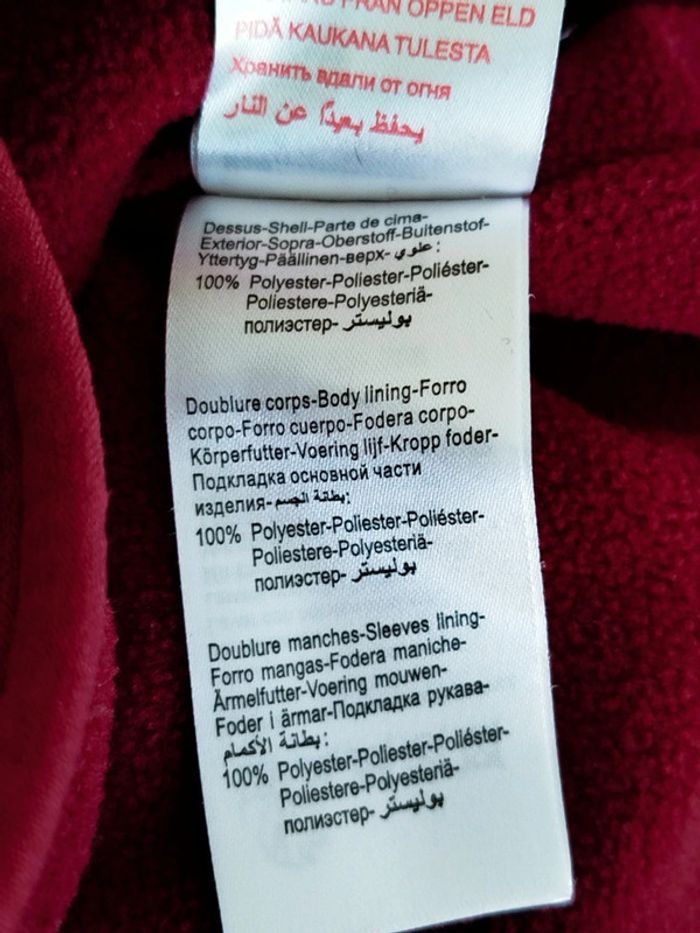 FRÅN ÖPPEN ELD
PIDÄ KAUKANA TULESTA
Хранить вдали от огня
يحفظ بعيدًا عن النار
Dessus-Shell-Parte de cima-
Exterior-Sopra-Oberstoff-Buitenstof-
Yttertyg-Päällinen-верх- علوي:
100% Polyester-Poliester-Poliéster-
Poliestere-Polyesteriä-
полиэстер- بوليستر
Doublure corps-Body lining-Forro
corpo-Forro cuerpo-Fodera corpo-
Körperfutter-Voering lijf-Kropp foder-
Подкладка основной части
изделия- بطانة الجسم:
100% Polyester-Poliester-Poliéster-
Poliestere-Polyesteriä-
полиэстер- بوليستر
Doublure manches-Sleeves lining-
Forro mangas-Fodera maniche-
Ärmelfutter-Voering mouwen-
Foder i ärmar-Подкладка рукава-
بطانة الأكمام:
100% Polyester-Poliester-Poliéster-
Poliestere-Polyesteriä-
полиэстер- بوليستر